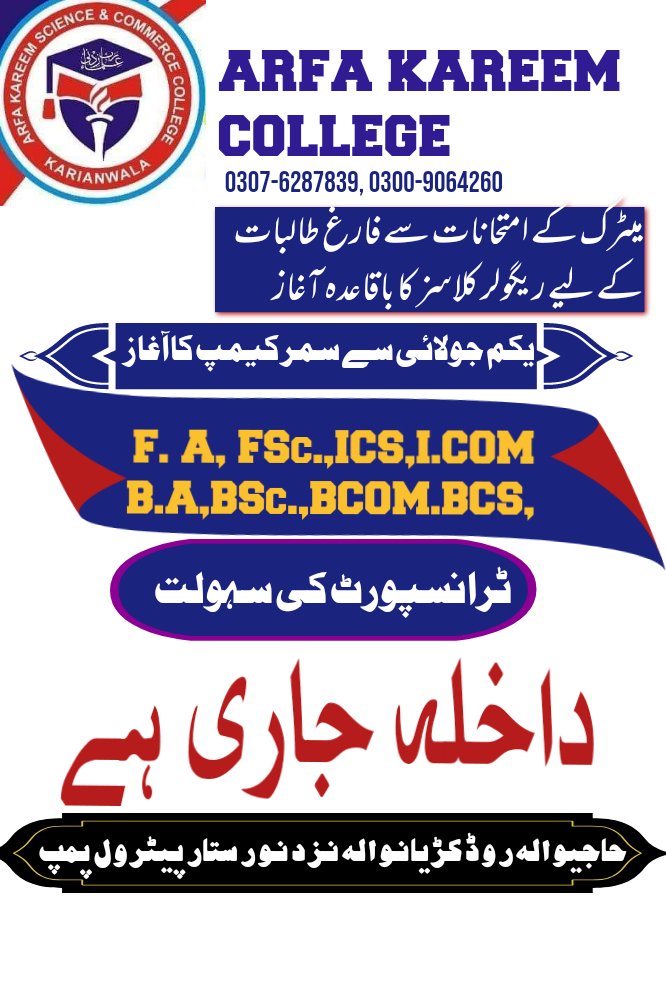 ARFA KAREEM SCIENCE & COMMERCE COLLEGE
KARIANWALA
ARFA KAREEM
COLLEGE
0307-6287839, 0300-9064260
میٹرک کے امتحانات سے فارغ طالبات
کے لیے ریگولر کلاسز کا باقاعدہ آغاز
یکم جولائی سے سمر کیمپ کا آغاز
F. A, FSc.,ICS,I.COM
B.A,BSc.,BCOM.BCS,
ٹرانسپورٹ کی سہولت
داخلہ جاری ہے
حاجیوالہ روڈ کڑیانوالہ نزد نور ستار پیٹرول پمپ